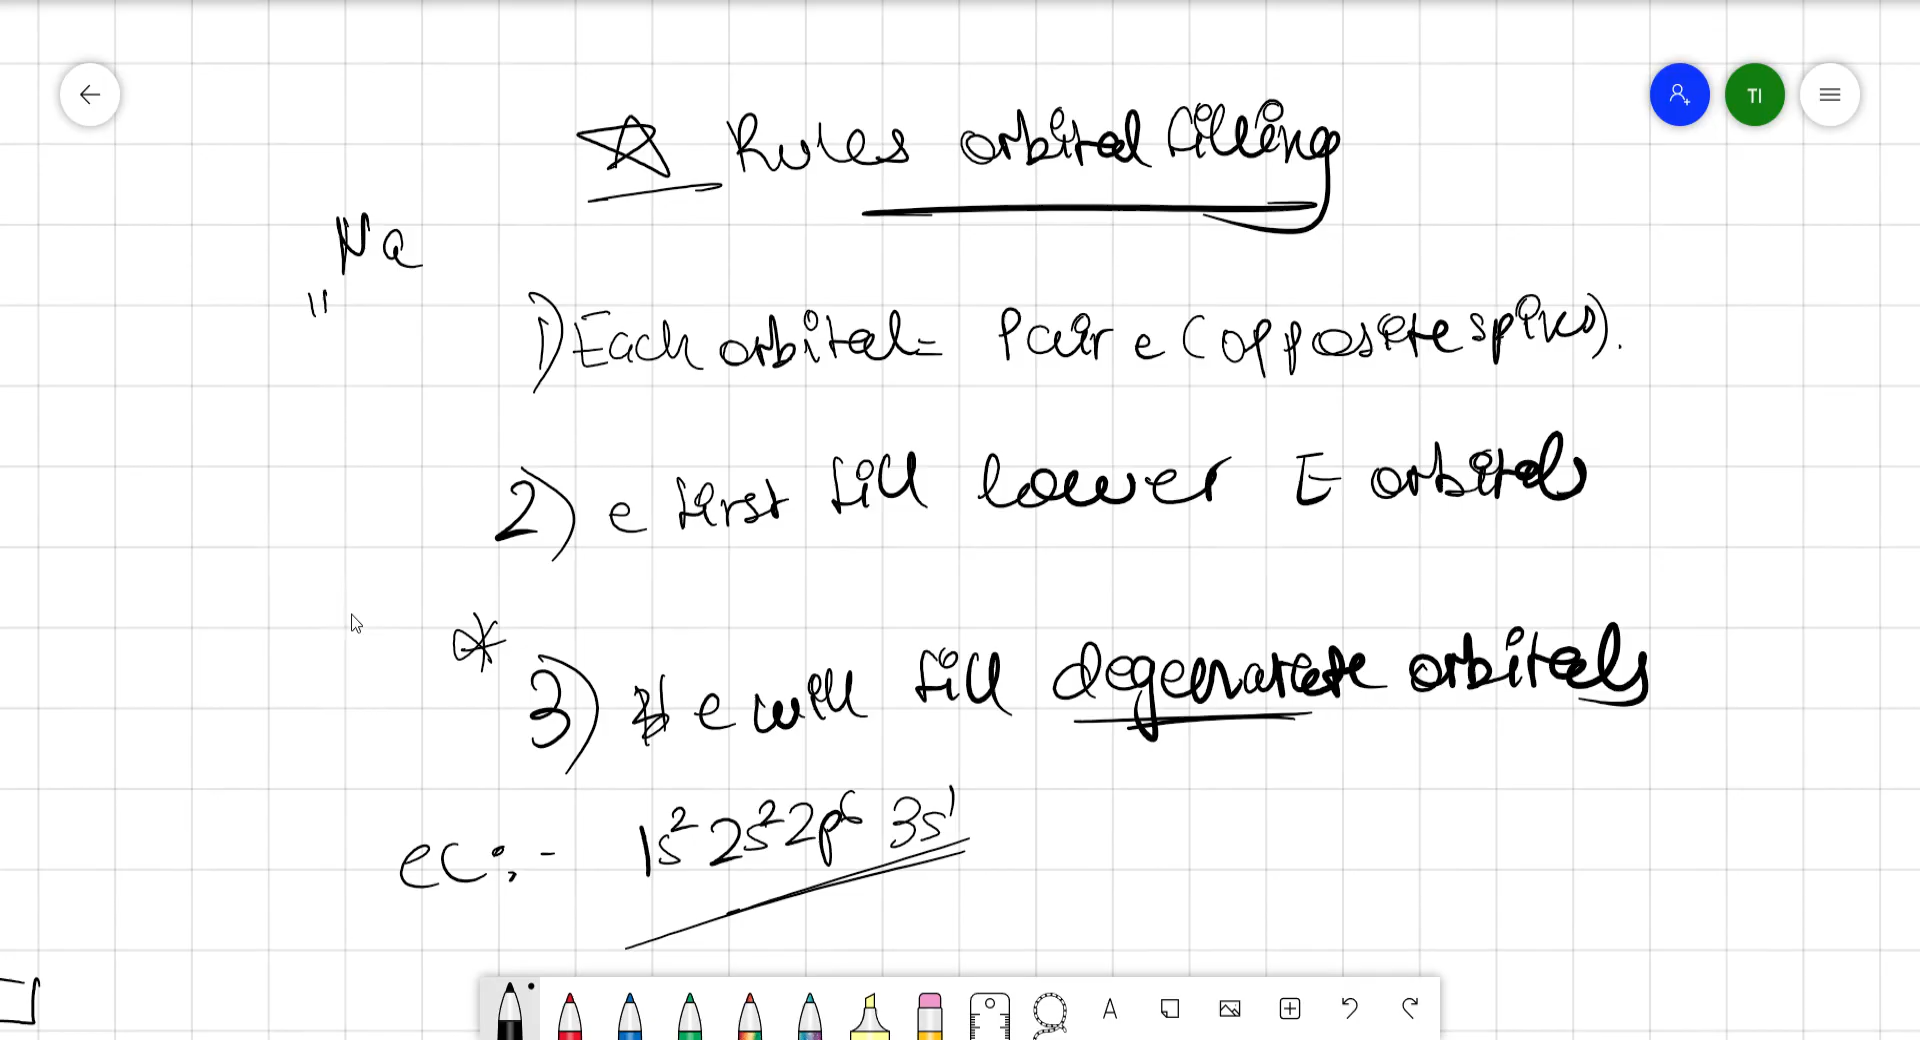 TI
☆ Rules orbital filling
Na
11
1) Each orbital = Pair e (opposite spins).
2) e first fill lower E orbitals
* 3) e will fill degenerate orbitals
ec:- 1s² 2s² 2p⁶ 3s¹
A